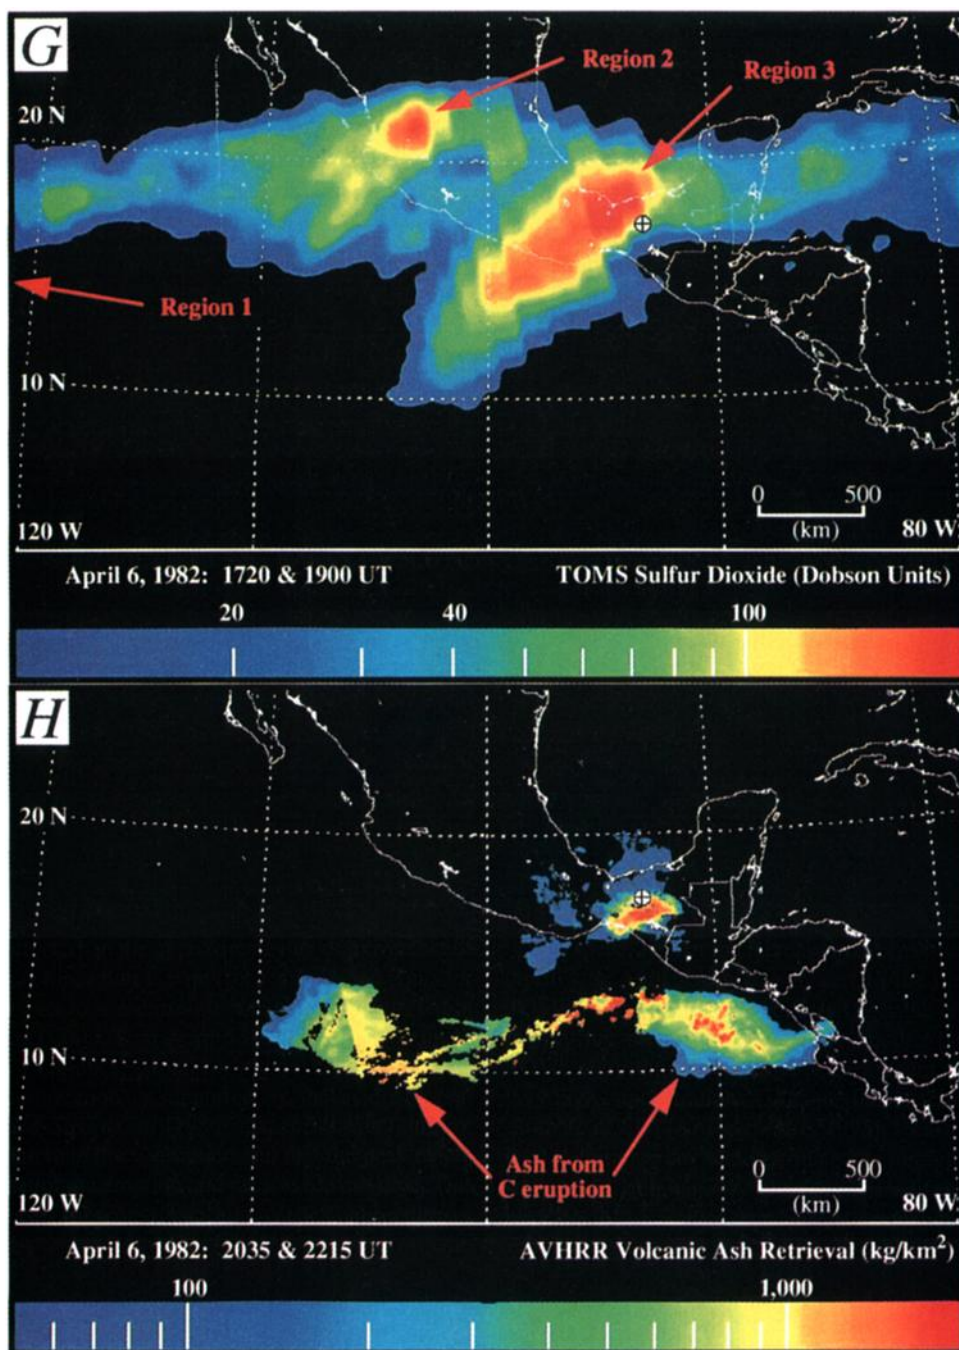 G
Region 2
Region 3
20 N
Region 1
10 N
0 500
(km)
120 W 80 W
April 6, 1982: 1720 & 1900 UT TOMS Sulfur Dioxide (Dobson Units)
20 40 100
H
20 N
10 N
Ash from
C eruption
0 500
(km)
120 W 80 W
April 6, 1982: 2035 & 2215 UT AVHRR Volcanic Ash Retrieval (kg/km²)
100 1,000